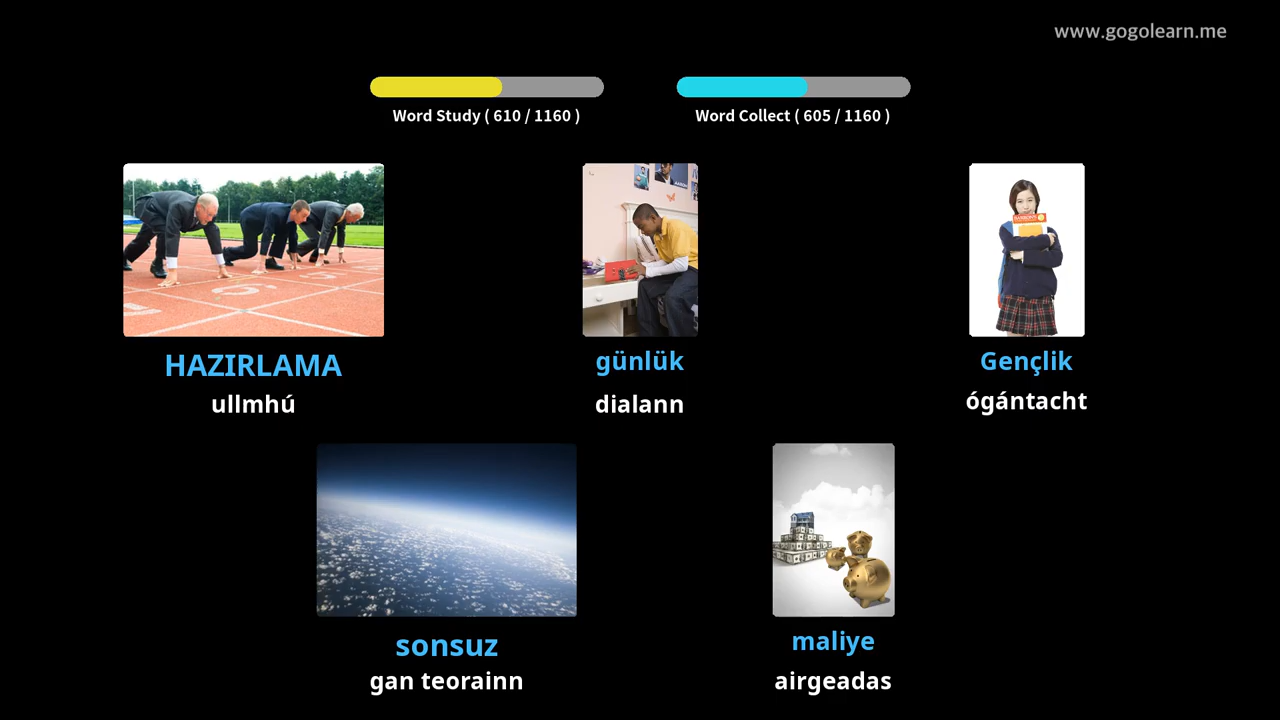 www.gogolearn.me
Word Study ( 610 / 1160 )
Word Collect ( 605 / 1160 )
HAZIRLAMA
ullmhú
günlük
dialann
Gençlik
ógántacht
sonsuz
gan teorainn
maliye
airgeadas